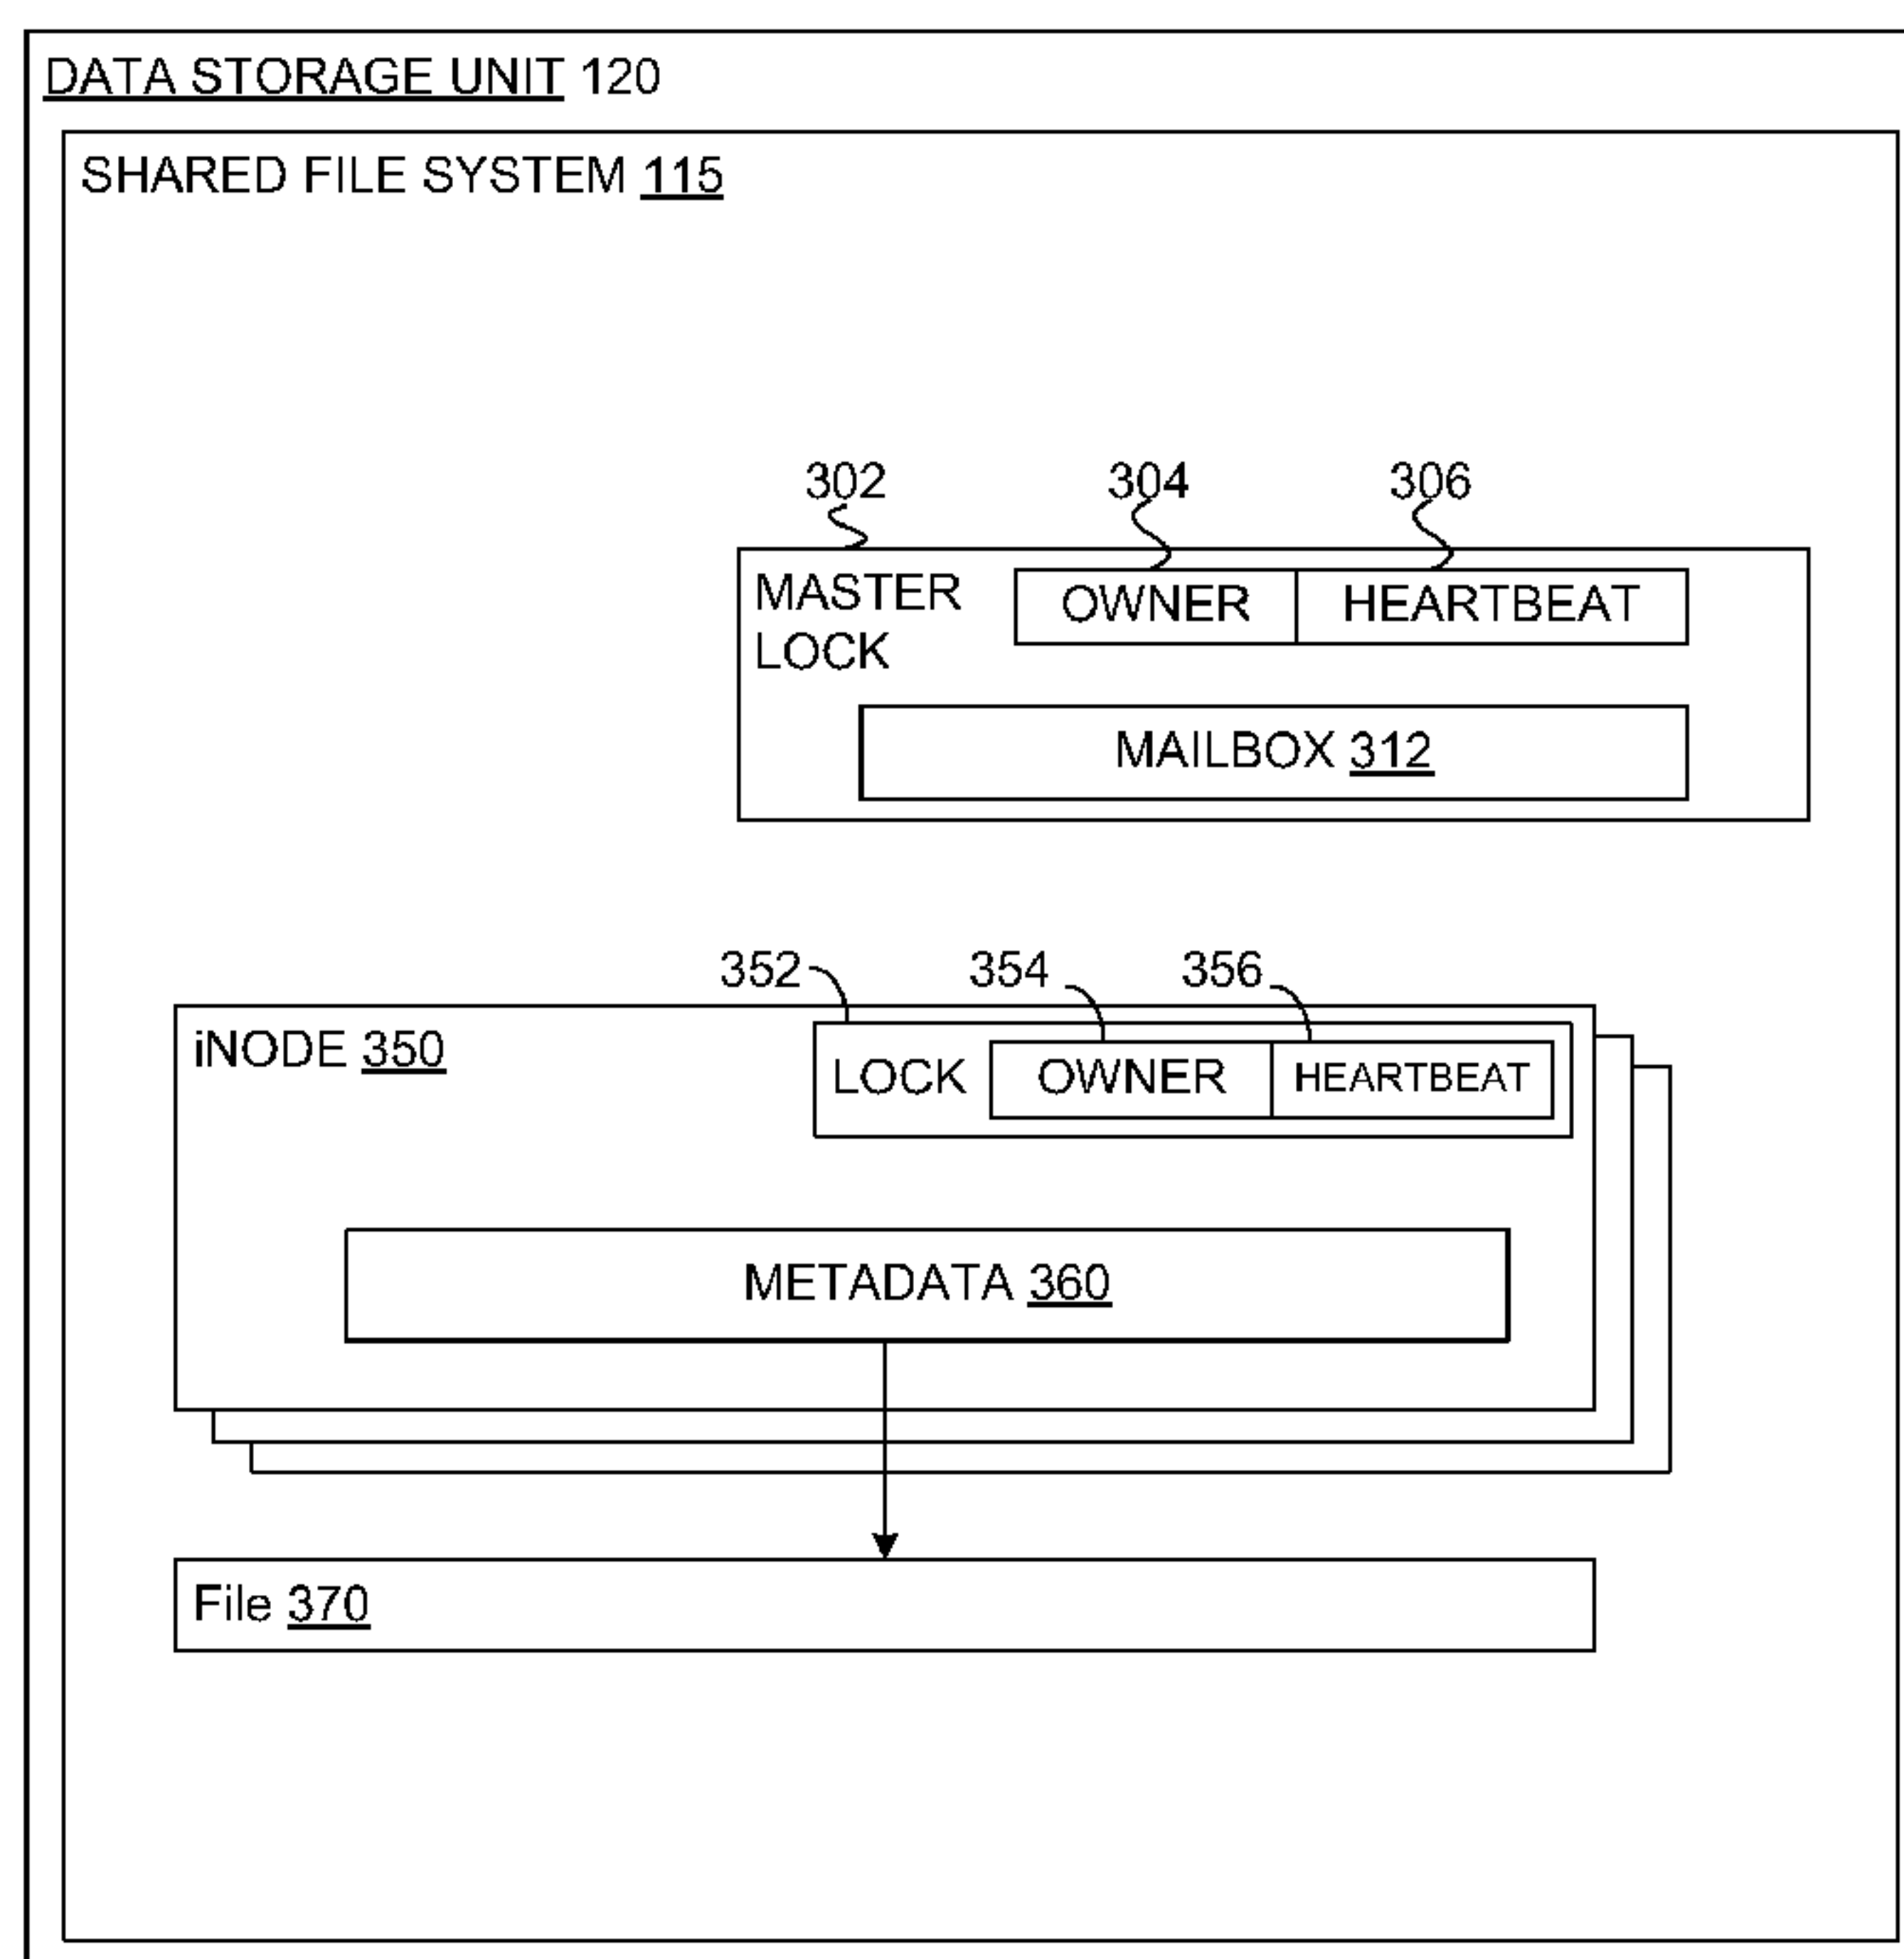 DATA STORAGE UNIT 120
SHARED FILE SYSTEM 115
302 304 306
MASTER LOCK
OWNER HEARTBEAT
MAILBOX 312
352 354 356
iNODE 350
LOCK OWNER HEARTBEAT
METADATA 360
File 370